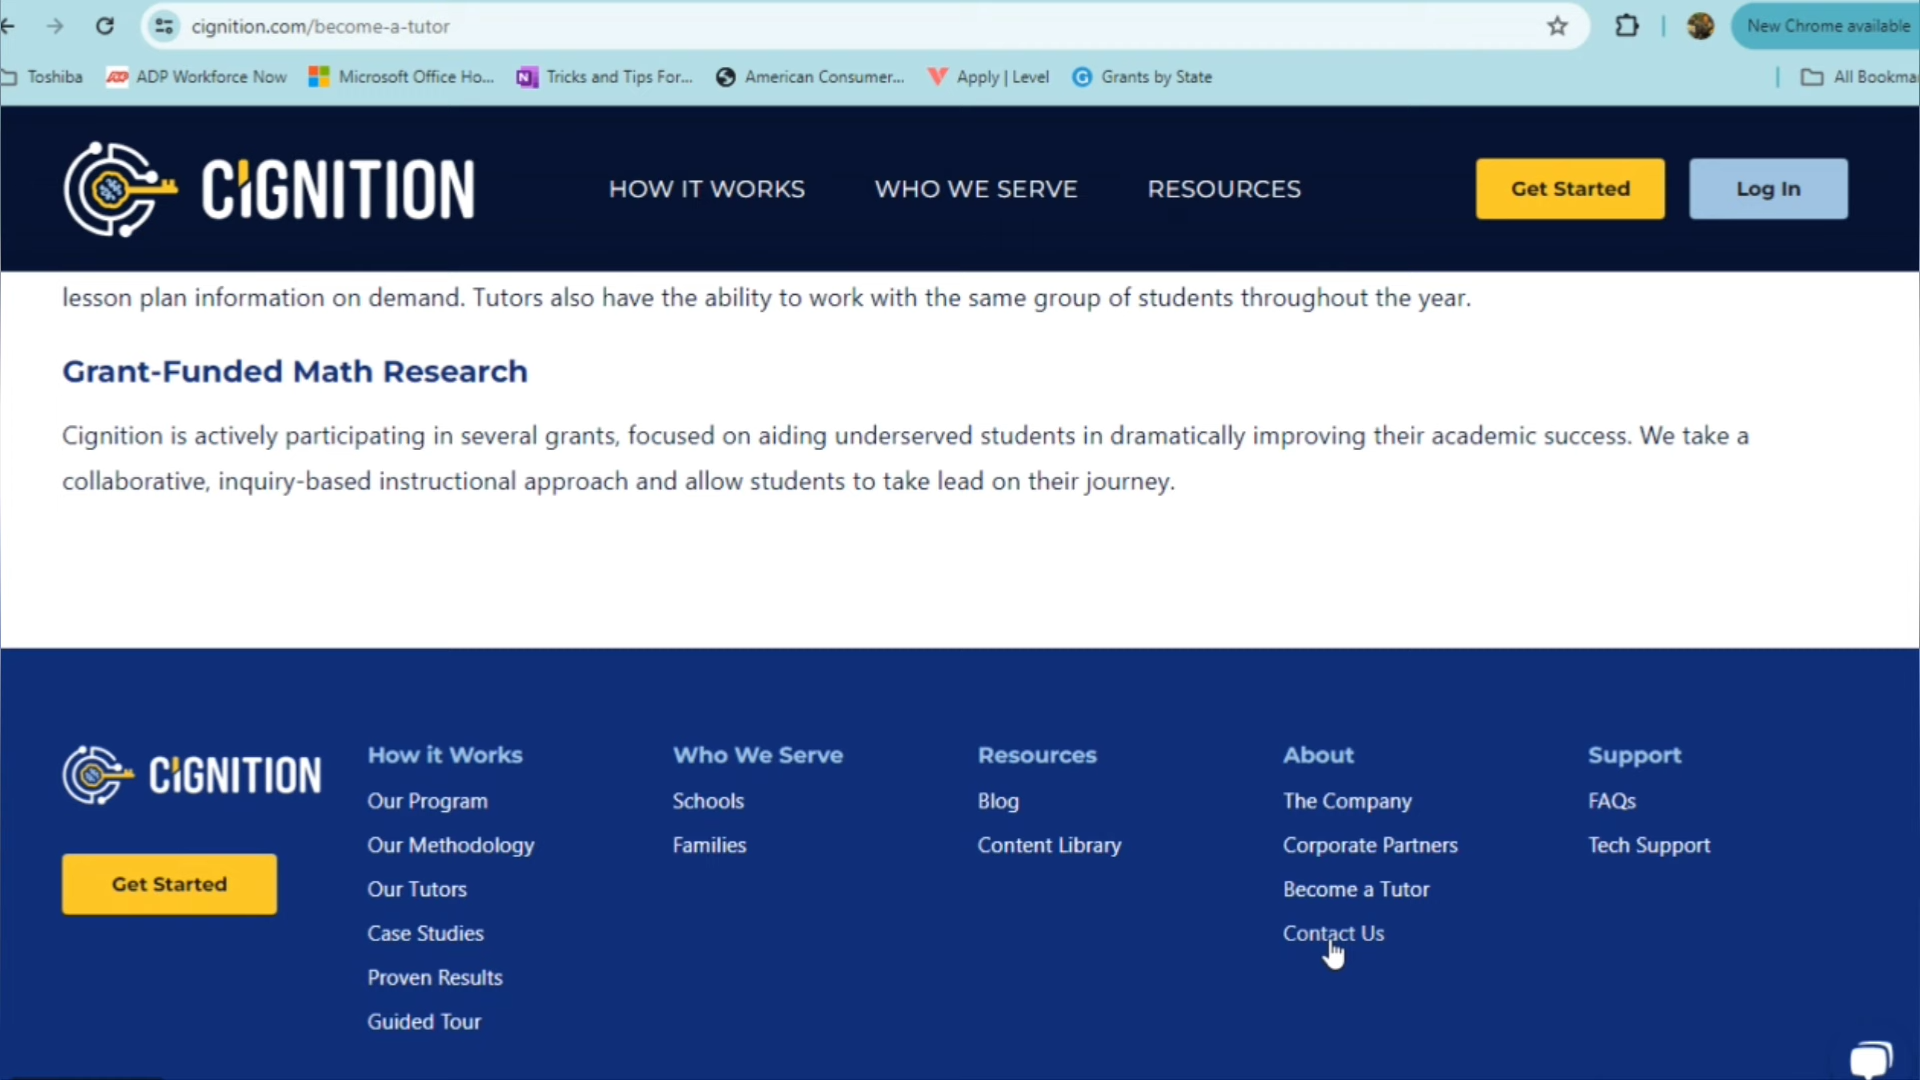 cignition.com/become-a-tutor
New Chrome available
Toshiba
ADP Workforce Now
Microsoft Office Ho...
Tricks and Tips For...
American Consumer...
Apply | Level
Grants by State
All Bookma
CIGNITION
HOW IT WORKS
WHO WE SERVE
RESOURCES
Get Started
Log In
lesson plan information on demand. Tutors also have the ability to work with the same group of students throughout the year.
Grant-Funded Math Research
Cignition is actively participating in several grants, focused on aiding underserved students in dramatically improving their academic success. We take a
collaborative, inquiry-based instructional approach and allow students to take lead on their journey.
CIGNITION
Get Started
How it Works
Our Program
Our Methodology
Our Tutors
Case Studies
Proven Results
Guided Tour
Who We Serve
Schools
Families
Resources
Blog
Content Library
About
The Company
Corporate Partners
Become a Tutor
Contact Us
Support
FAQs
Tech Support